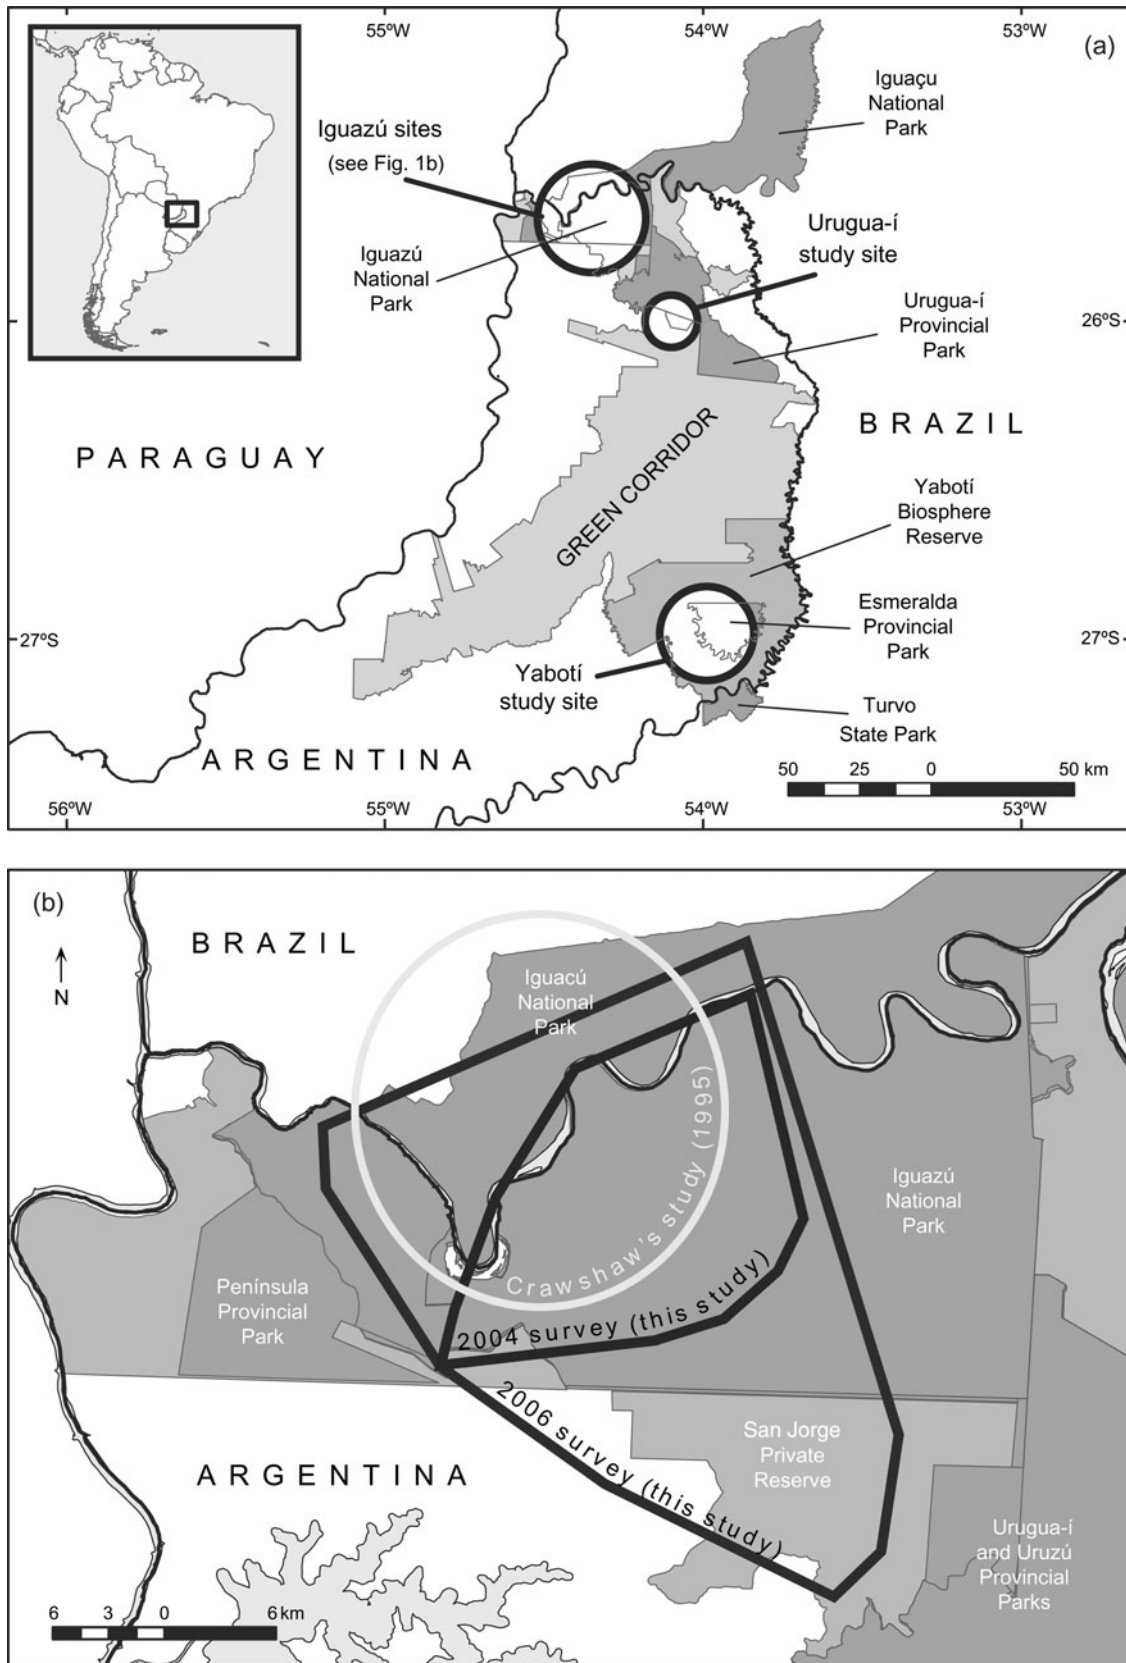 55ºW
54ºW
53ºW
(a)
Iguaçu
National
Park
Iguazú sites
(see Fig. 1b)
Urugua-í
study site
Iguazú
National
Park
Urugua-í
Provincial
Park
26ºS
BRAZIL
PARAGUAY
GREEN CORRIDOR
Yabotí
Biosphere
Reserve
Esmeralda
Provincial
Park
27ºS
27ºS
Yabotí
study site
Turvo
State Park
ARGENTINA
50 25 0 50 km
56ºW
55ºW
54ºW
53ºW
(b)
BRAZIL
N
Iguacú
National
Park
Crawshaw's study (1995)
Iguazú
National
Park
Península
Provincial
Park
2004 survey (this study)
2006 survey (this study)
San Jorge
Private
Reserve
ARGENTINA
Urugua-í
and Uruzú
Provincial
Parks
6 3 0 6 km